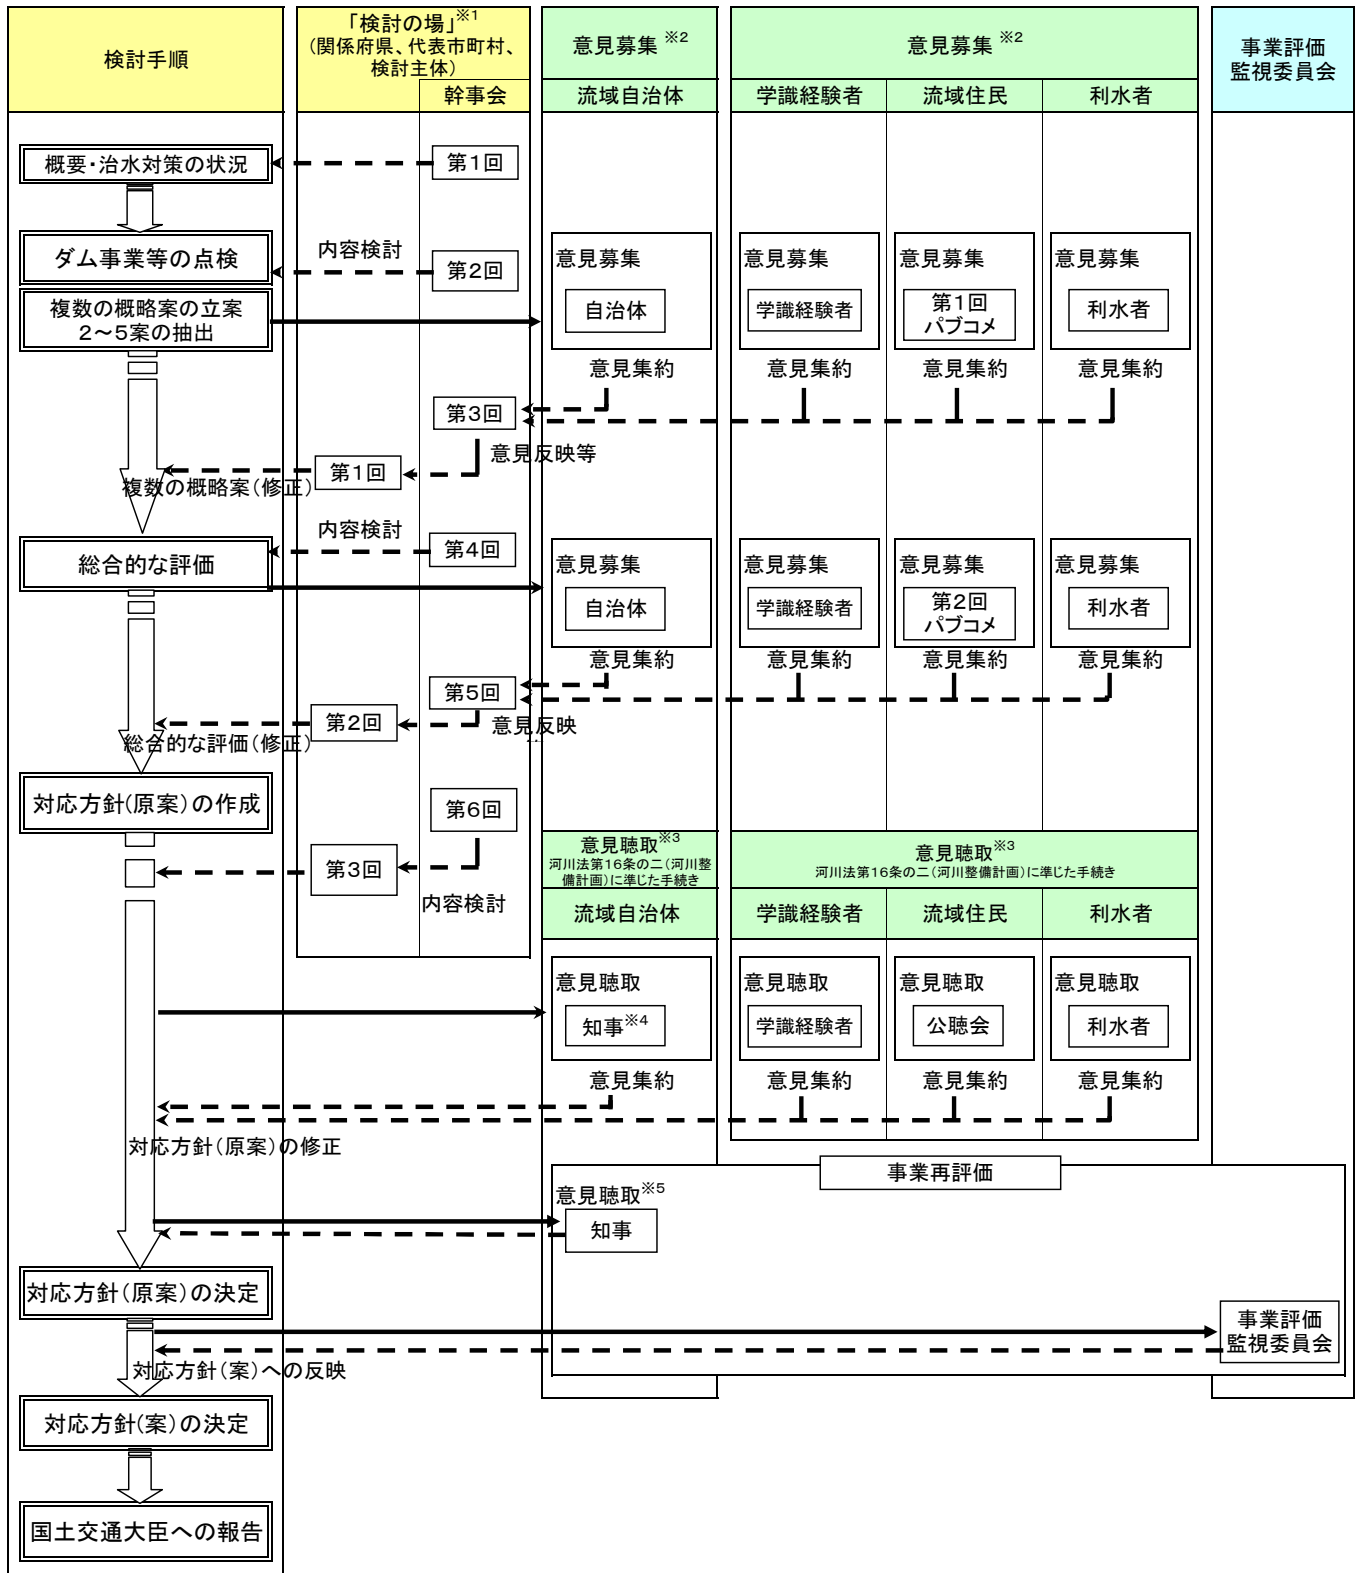 検討手順
「検討の場」※1
(関係府県、代表市町村、
検討主体)
幹事会
意見募集 ※2
流域自治体
意見募集 ※2
学識経験者
流域住民
利水者
事業評価
監視委員会
概要・治水対策の状況
第1回
ダム事業等の点検
内容検討
第2回
複数の概略案の立案
2～5案の抽出
意見募集
自治体
意見募集
学識経験者
意見募集
第1回
パブコメ
意見募集
利水者
意見集約
意見集約
意見集約
意見集約
第3回
意見反映等
第1回
複数の概略案(修正)
内容検討
第4回
総合的な評価
意見募集
自治体
意見募集
学識経験者
意見募集
第2回
パブコメ
意見募集
利水者
意見集約
意見集約
意見集約
意見集約
第5回
意見反映
第2回
総合的な評価(修正)
対応方針(原案)の作成
第6回
第3回
内容検討
意見聴取※3
河川法第16条の二(河川整
備計画)に準じた手続き
流域自治体
意見聴取※3
河川法第16条の二(河川整備計画)に準じた手続き
学識経験者
流域住民
利水者
意見聴取
知事※4
意見聴取
学識経験者
意見聴取
公聴会
意見聴取
利水者
意見集約
意見集約
意見集約
意見集約
対応方針(原案)の修正
事業再評価
意見聴取※5
知事
対応方針(原案)の決定
事業評価
監視委員会
対応方針(案)への反映
対応方針(案)の決定
国土交通大臣への報告